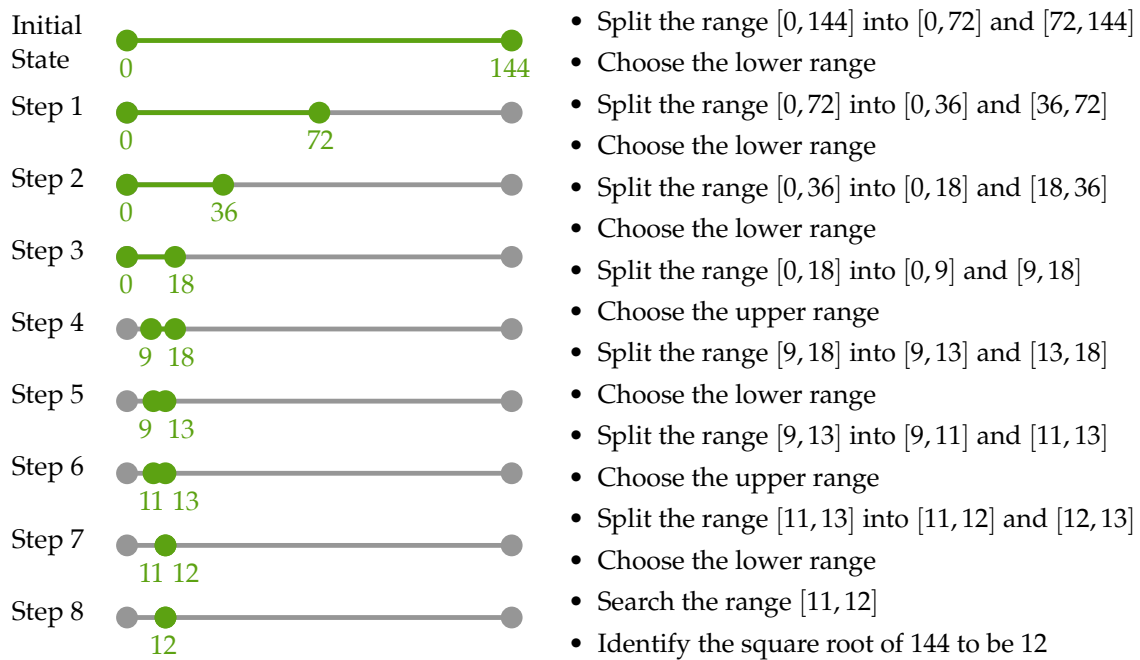 Initial
State
0 144
Step 1
0 72
Step 2
0 36
Step 3
0 18
Step 4
9 18
Step 5
9 13
Step 6
11 13
Step 7
11 12
Step 8
12
• Split the range [0, 144] into [0, 72] and [72, 144]
• Choose the lower range
• Split the range [0, 72] into [0, 36] and [36, 72]
• Choose the lower range
• Split the range [0, 36] into [0, 18] and [18, 36]
• Choose the lower range
• Split the range [0, 18] into [0, 9] and [9, 18]
• Choose the upper range
• Split the range [9, 18] into [9, 13] and [13, 18]
• Choose the lower range
• Split the range [9, 13] into [9, 11] and [11, 13]
• Choose the upper range
• Split the range [11, 13] into [11, 12] and [12, 13]
• Choose the lower range
• Search the range [11, 12]
• Identify the square root of 144 to be 12